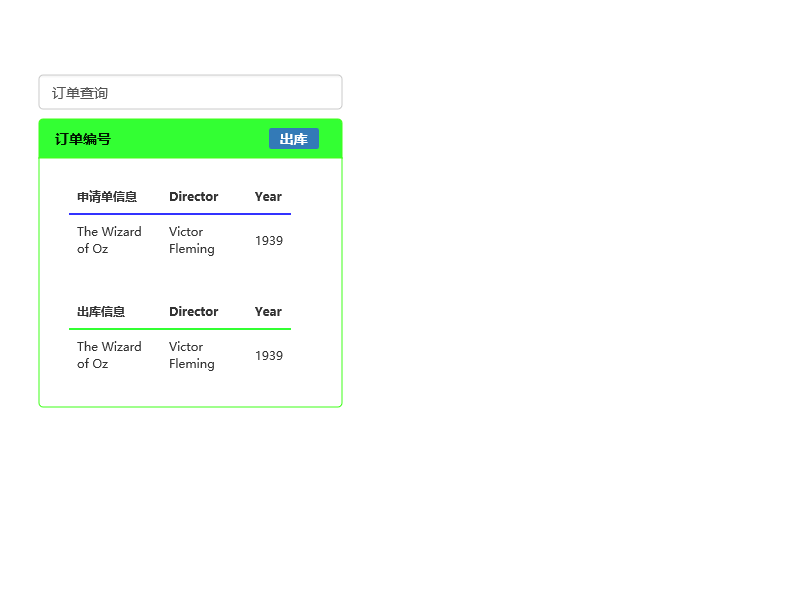 订单查询
订单编号 出库
申请单信息 Director Year
The Wizard of Oz Victor Fleming 1939
出库信息 Director Year
The Wizard of Oz Victor Fleming 1939